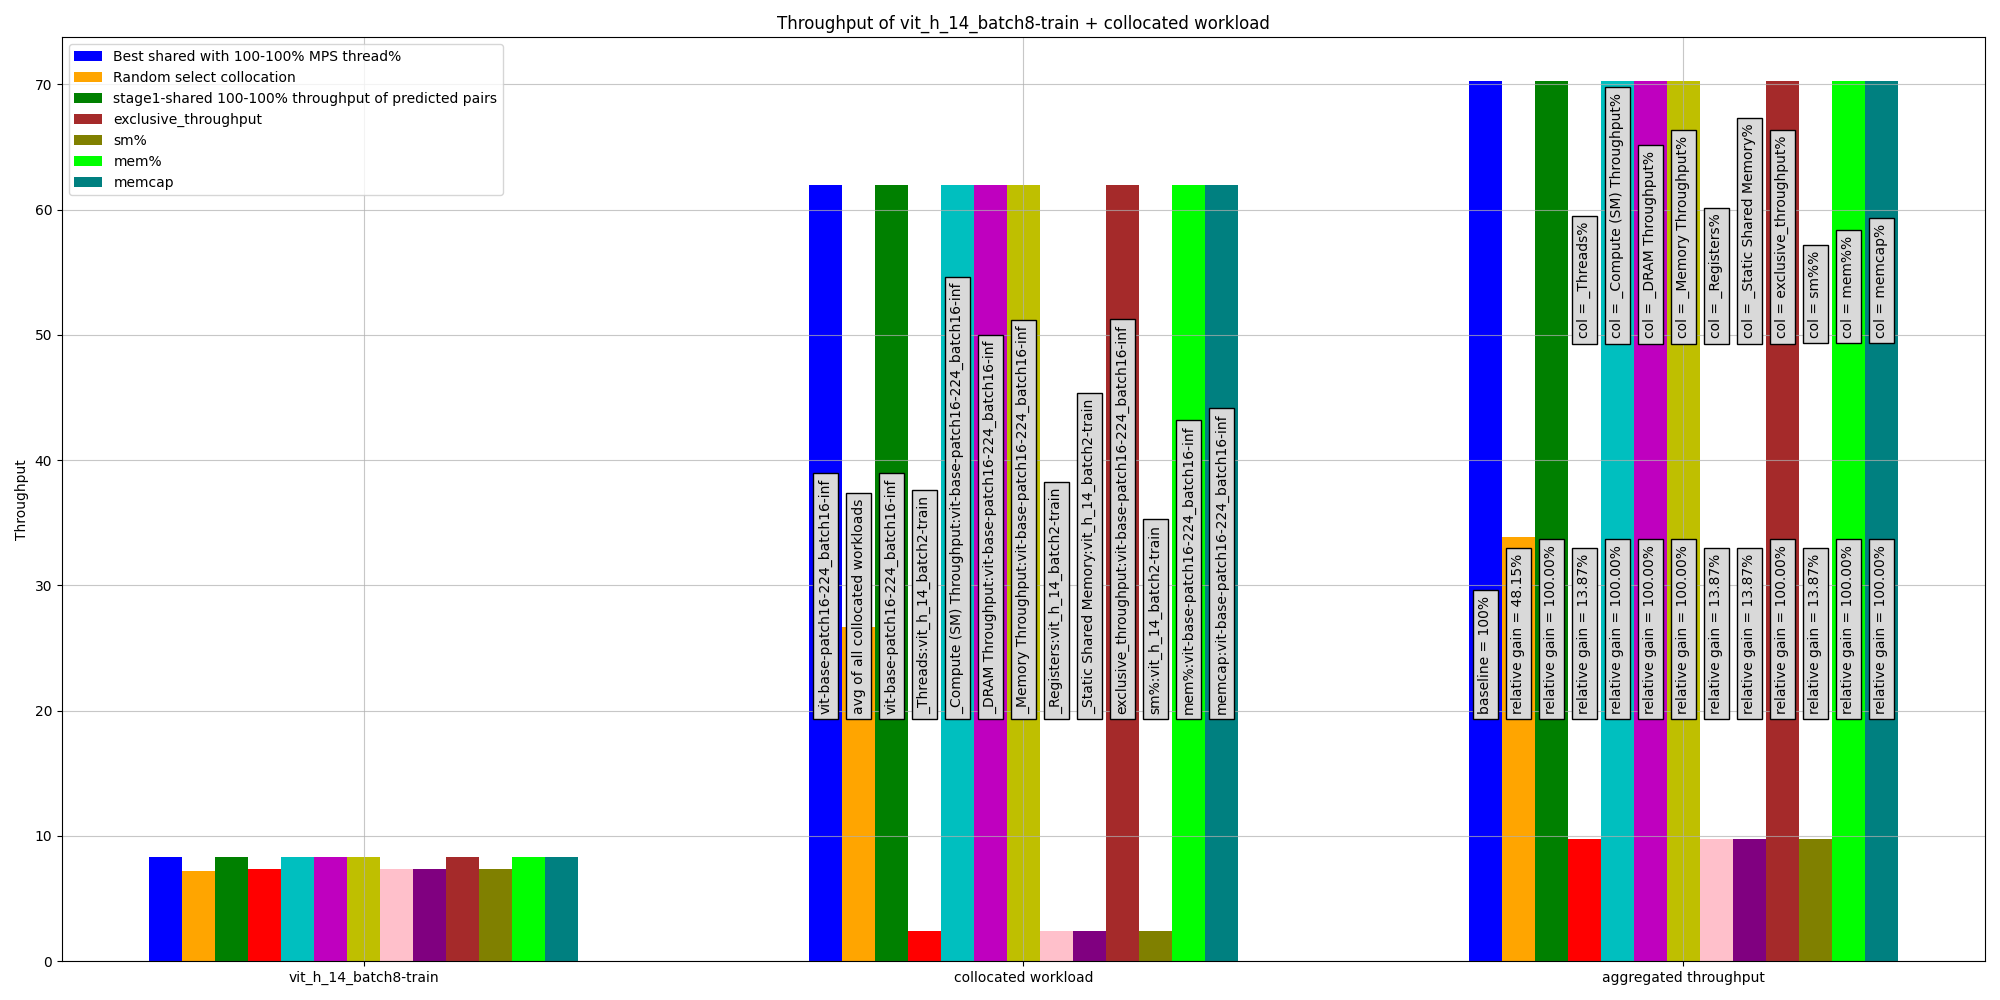 Throughput of vit_h_14_batch8-train + collocated workload
Best shared with 100-100% MPS thread%
Random select collocation
stage1-shared 100-100% throughput of predicted pairs
exclusive_throughput
sm%
mem%
memcap
Throughput
70
60
50
40
30
20
10
0
vit-base-patch16-224_batch16-inf
avg of all collocated workloads
vit-base-patch16-224_batch16-inf
_Threads:vit_h_14_batch2-train
_Compute (SM) Throughput:vit-base-patch16-224_batch16-inf
_DRAM Throughput:vit-base-patch16-224_batch16-inf
_Memory Throughput:vit-base-patch16-224_batch16-inf
_Registers:vit_h_14_batch2-train
_Static Shared Memory:vit_h_14_batch2-train
exclusive_throughput:vit-base-patch16-224_batch16-inf
sm%:vit_h_14_batch2-train
mem%:vit-base-patch16-224_batch16-inf
memcap:vit-base-patch16-224_batch16-inf
col = _Threads%
col = _Compute (SM) Throughput%
col = _DRAM Throughput%
col = _Memory Throughput%
col = _Registers%
col = _Static Shared Memory%
col = exclusive_throughput%
col = sm%%
col = mem%%
col = memcap%
baseline = 100%
relative gain = 48.15%
relative gain = 100.00%
relative gain = 13.87%
relative gain = 100.00%
relative gain = 100.00%
relative gain = 100.00%
relative gain = 13.87%
relative gain = 13.87%
relative gain = 100.00%
relative gain = 13.87%
relative gain = 100.00%
relative gain = 100.00%
vit_h_14_batch8-train
collocated workload
aggregated throughput